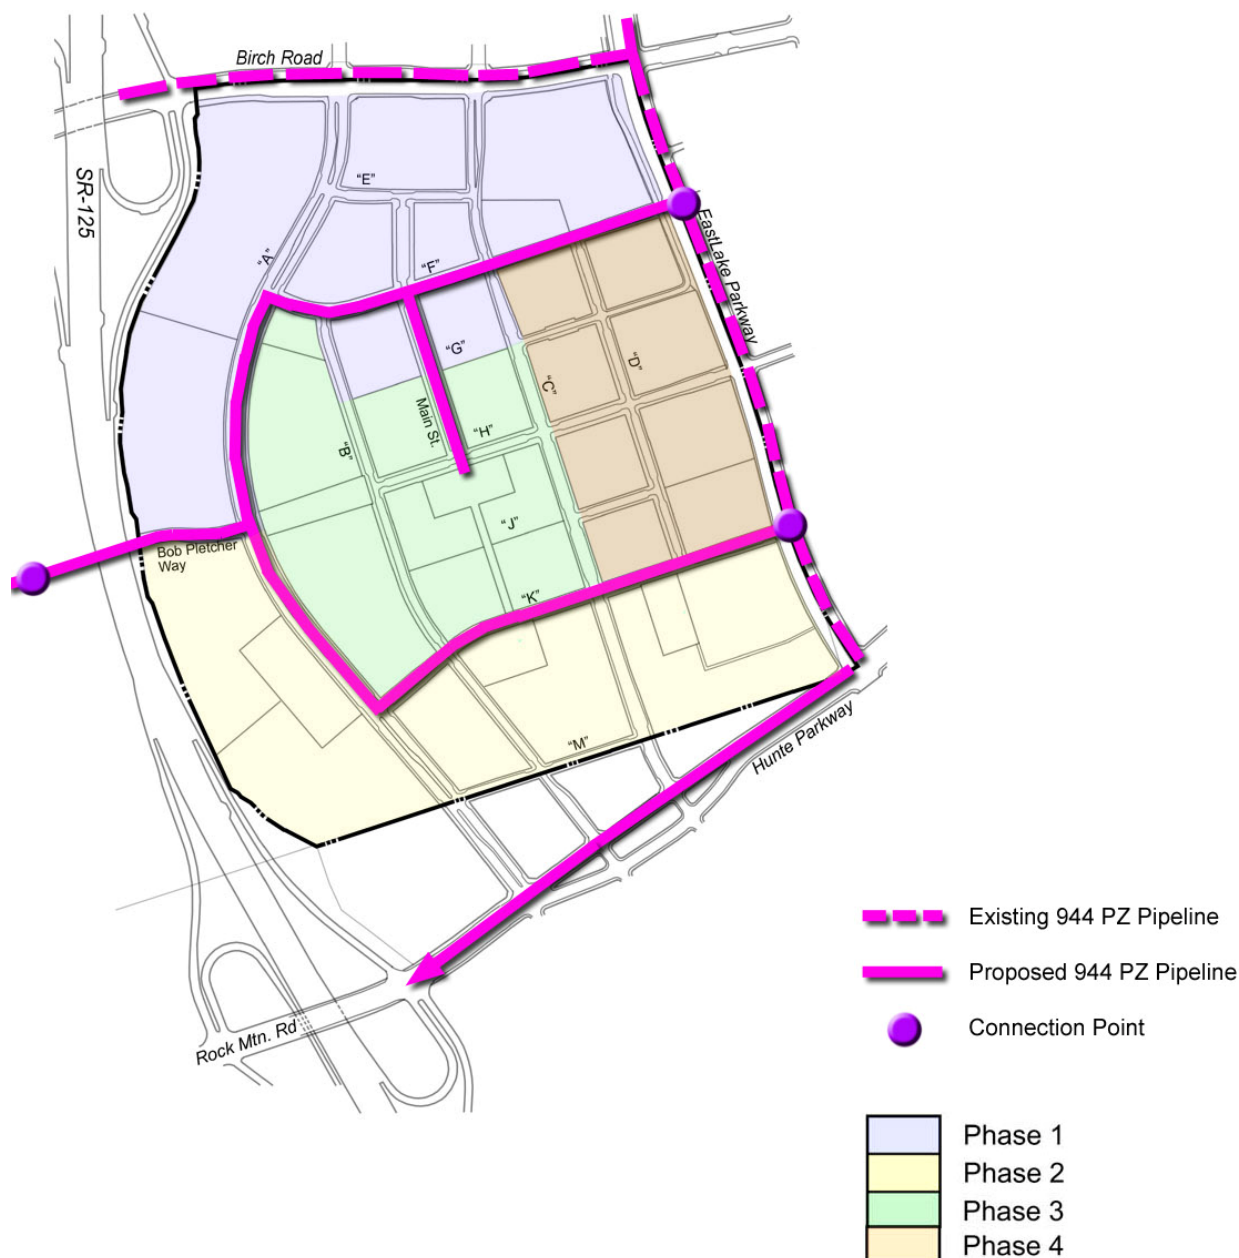 Birch Road
SR-125
"E"
"A"
"F"
EastLake Parkway
"G"
"D"
"C"
Main St.
"H"
"B"
"J"
Bob Pletcher
Way
"K"
"M"
Hunte Parkway
Rock Mtn. Rd
Existing 944 PZ Pipeline
Proposed 944 PZ Pipeline
Connection Point
Phase 1
Phase 2
Phase 3
Phase 4